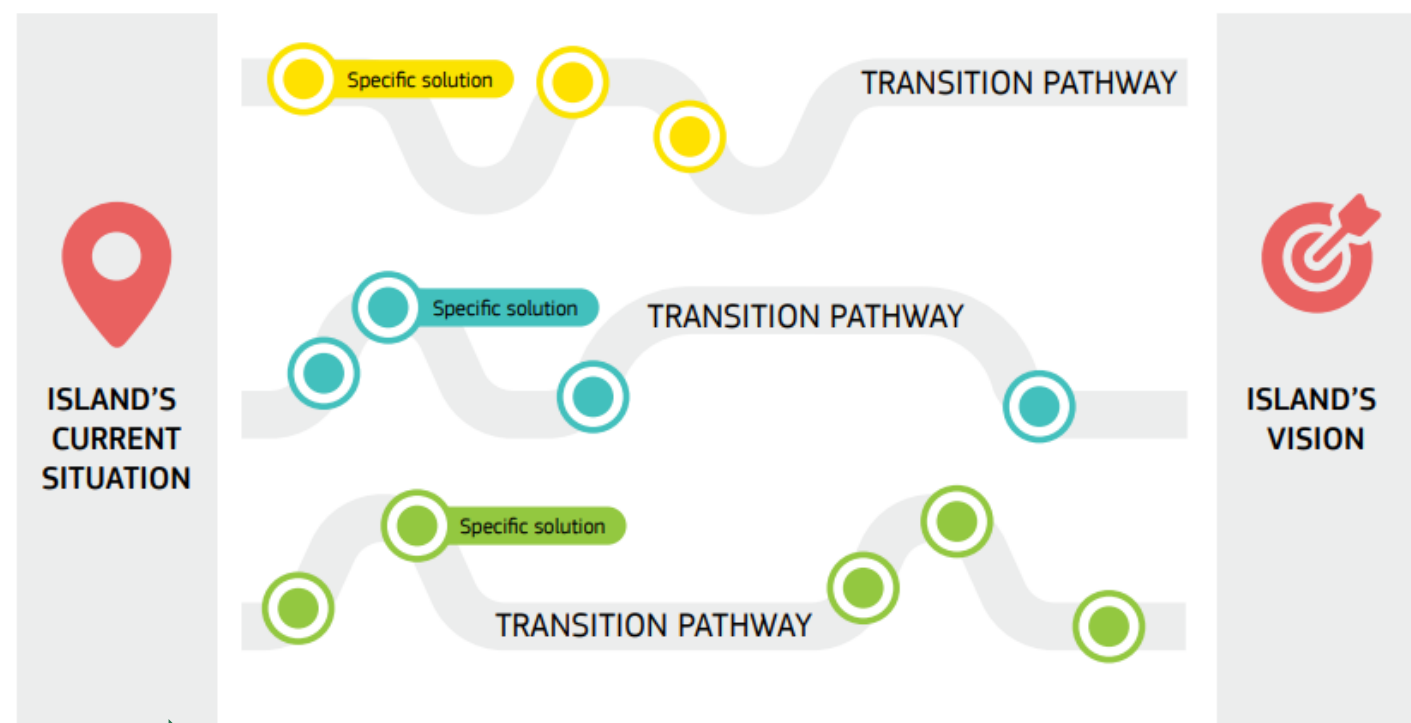 Specific solution
TRANSITION PATHWAY
Specific solution
TRANSITION PATHWAY
ISLAND'S
CURRENT
SITUATION
ISLAND'S
VISION
Specific solution
TRANSITION PATHWAY